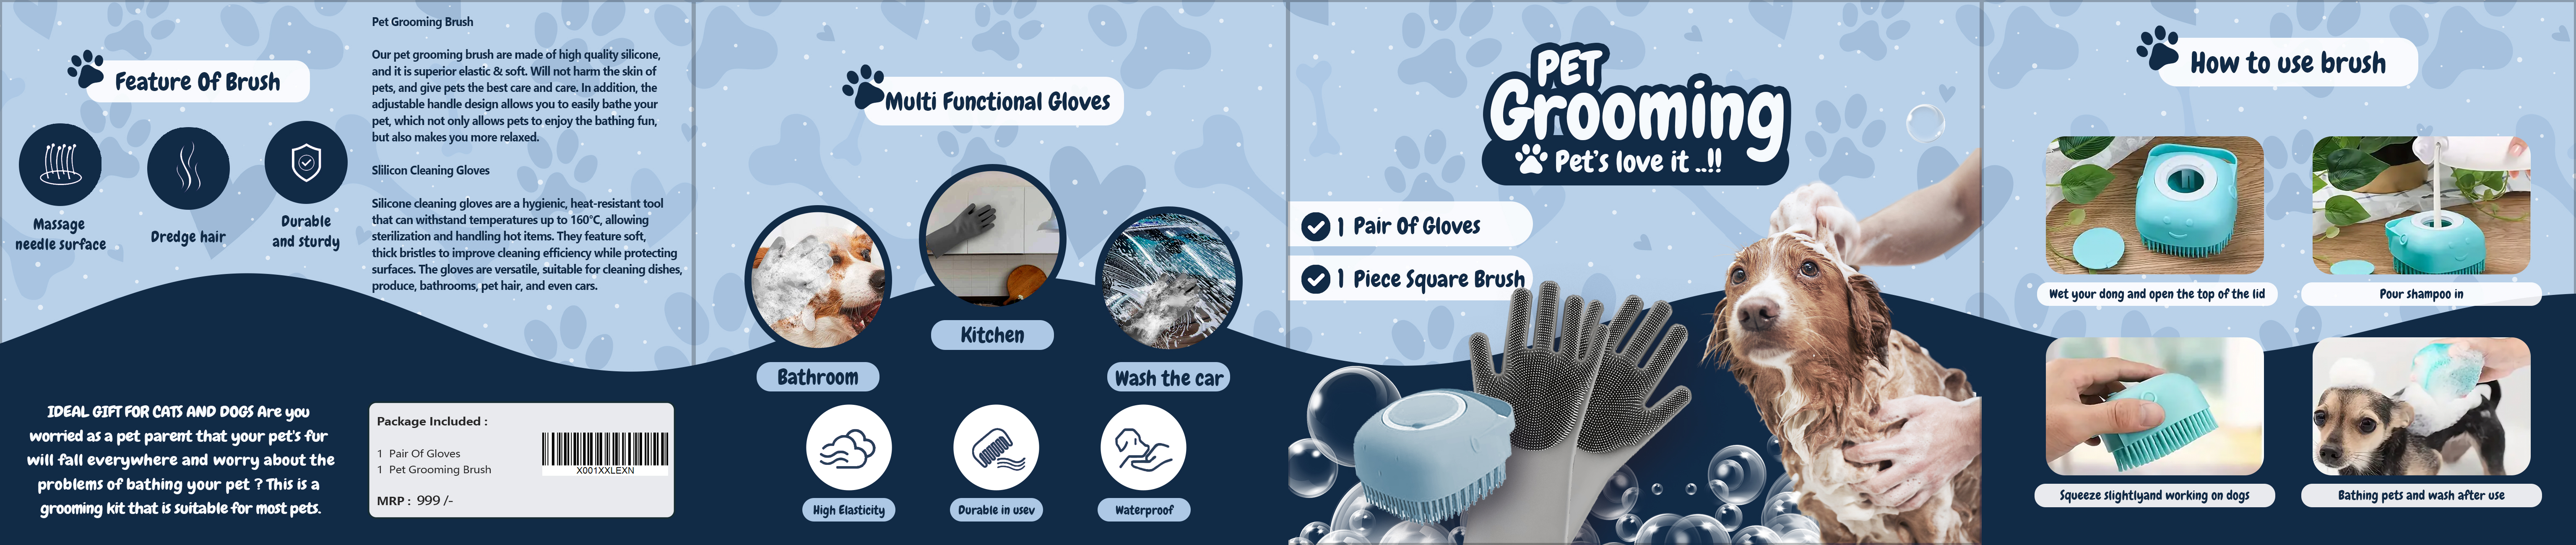 Feature Of Brush
Massage
needle surface
Dredge hair
Durable
and sturdy
IDEAL GIFT FOR CATS AND DOGS Are you
worried as a pet parent that your pet's fur
will fall everywhere and worry about the
problems of bathing your pet ? This is a
grooming kit that is suitable for most pets.
Pet Grooming Brush
Our pet grooming brush are made of high quality silicone,
and it is superior elastic & soft. Will not harm the skin of
pets, and give pets the best care and care. In addition, the
adjustable handle design allows you to easily bathe your
pet, which not only allows pets to enjoy the bathing fun,
but also makes you more relaxed.
Slilicon Cleaning Gloves
Silicone cleaning gloves are a hygienic, heat-resistant tool
that can withstand temperatures up to 160°C, allowing
sterilization and handling hot items. They feature soft,
thick bristles to improve cleaning efficiency while protecting
surfaces. The gloves are versatile, suitable for cleaning dishes,
produce, bathrooms, pet hair, and even cars.
Package Included :
1 Pair Of Gloves
1 Pet Grooming Brush
MRP : 999 /-
X001XXLEXN
Multi Functional Gloves
Bathroom
Kitchen
Wash the car
High Elasticity
Durable in usev
Waterproof
PET
Grooming
Pet's love it ..!!
1 Pair Of Gloves
1 Piece Square Brush
How to use brush
Wet your dong and open the top of the lid
Pour shampoo in
Squeeze slightlyand working on dogs
Bathing pets and wash after use